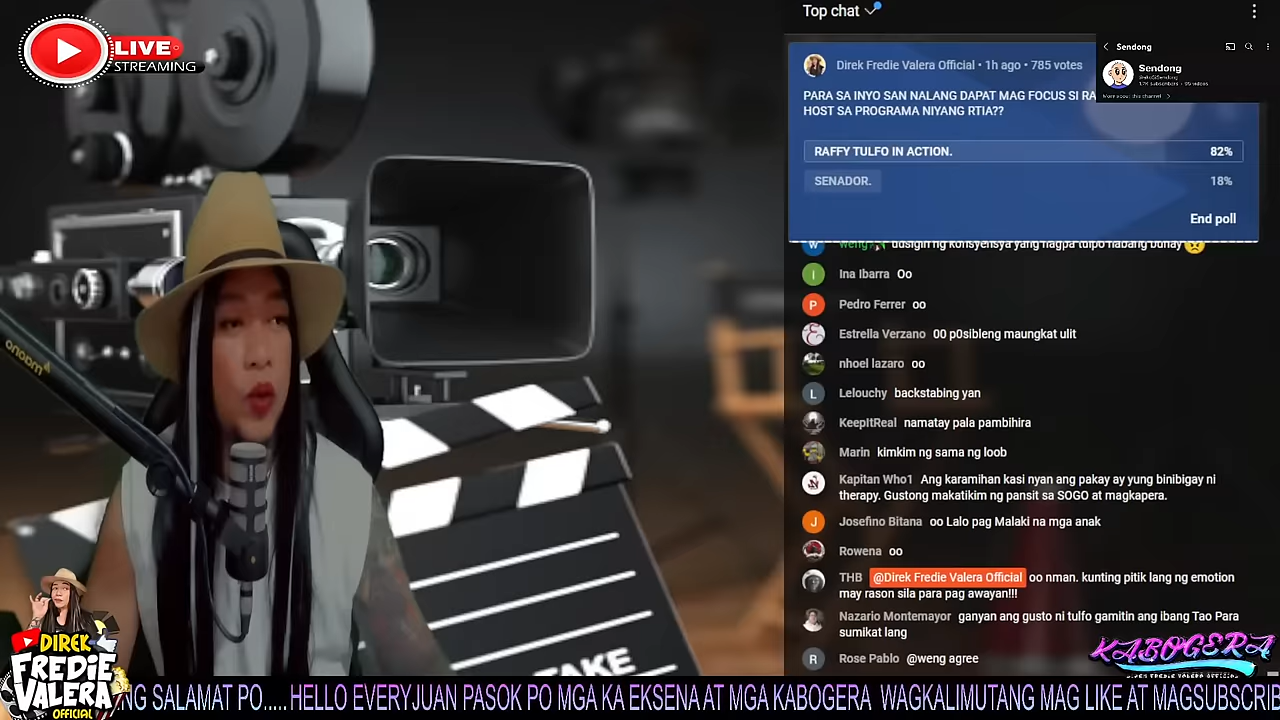 LIVE
STREAMING
Top chat
Sendong
Sendong
Direk Fredie Valera Official • 1h ago • 785 votes
PARA SA INYO SAN NALANG DAPAT MAG FOCUS SI RA
HOST SA PROGRAMA NIYANG RTIA??
RAFFY TULFO IN ACTION. 82%
SENADOR. 18%
End poll
Ina Ibarra Oo
Pedro Ferrer oo
Estrella Verzano 00 p0sibleng maungkat ulit
nhoel lazaro oo
L
Lelouchy backstabing yan
KeepItReal namatay pala pambihira
Marin kimkim ng sama ng loob
Kapitan Who1 Ang karamihan kasi nyan ang pakay ay yung binibigay ni
therapy. Gustong makatikim ng pansit sa SOGO at magkapera.
J
Josefino Bitana oo Lalo pag Malaki na mga anak
Rowena oo
THB @Direk Fredie Valera Official oo nman. kunting pitik lang ng emotion
may rason sila para pag awayan!!!
Nazario Montemayor ganyan ang gusto ni tulfo gamitin ang ibang Tao Para
sumikat lang
R
Rose Pablo @weng agree
maono
TAKE
DIREK
FREDIE
VALERA
OFFICIAL
KABOGERA
DIREK FREDIE VALERA OFFICIAL
NG SALAMAT PO.....HELLO EVERYJUAN PASOK PO MGA KA EKSENA AT MGA KABOGERA WAGKALIMUTANG MAG LIKE AT MAGSUBSCRIB